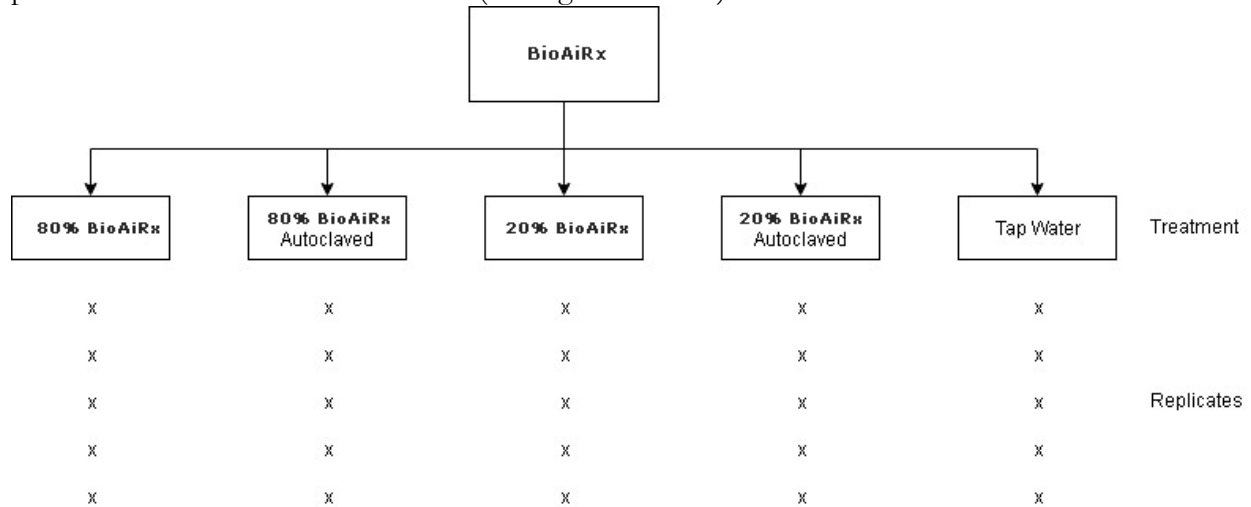 BioAiRx
80% BioAiRx
80% BioAiRx
Autoclaved
20% BioAiRx
20% BioAiRx
Autoclaved
Tap Water
Treatment
x x x x x
x x x x x
x x x x x
Replicates
x x x x x
x x x x x